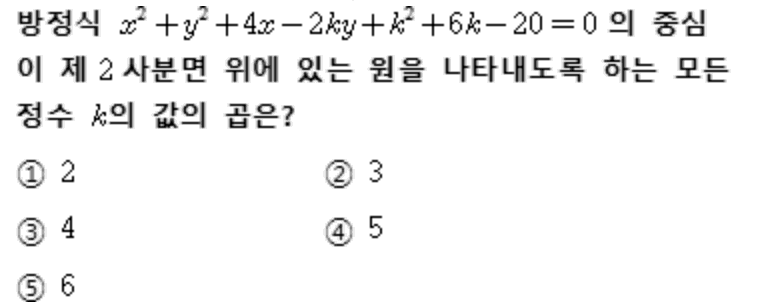 방정식 x² + y² + 4x − 2ky + k² + 6k − 20 = 0 의 중심
이 제 2 사분면 위에 있는 원을 나타내도록 하는 모든
정수 k의 값의 곱은?
① 2 ② 3
③ 4 ④ 5
⑤ 6